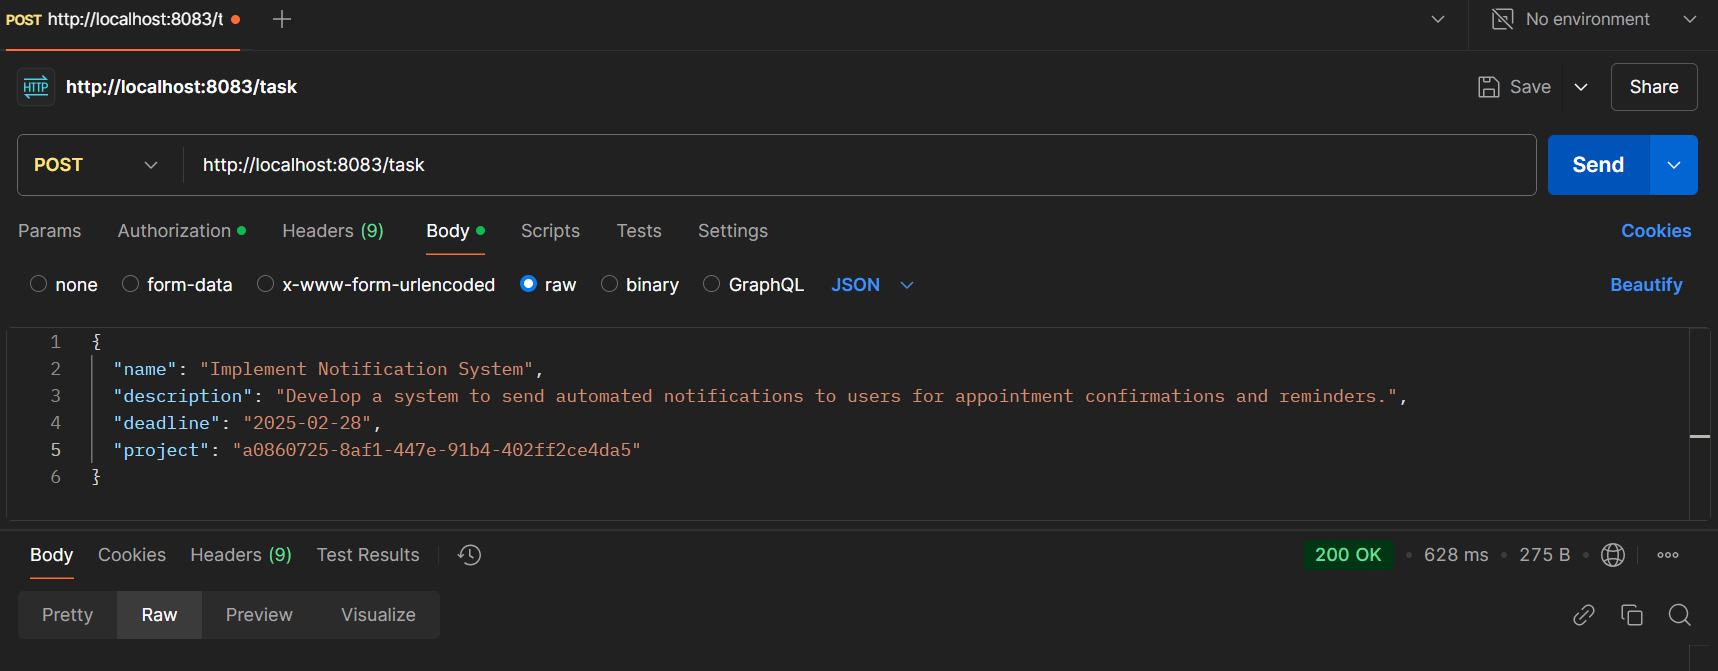 POST http://localhost:8083/t
No environment
HTTP http://localhost:8083/task
Save
Share
POST http://localhost:8083/task
Send
Params Authorization Headers (9) Body Scripts Tests Settings Cookies
none form-data x-www-form-urlencoded raw binary GraphQL JSON Beautify
1 {
2 "name": "Implement Notification System",
3 "description": "Develop a system to send automated notifications to users for appointment confirmations and reminders.",
4 "deadline": "2025-02-28",
5 "project": "a0860725-8af1-447e-91b4-402ff2ce4da5"
6 }
Body Cookies Headers (9) Test Results 200 OK 628 ms 275 B
Pretty Raw Preview Visualize